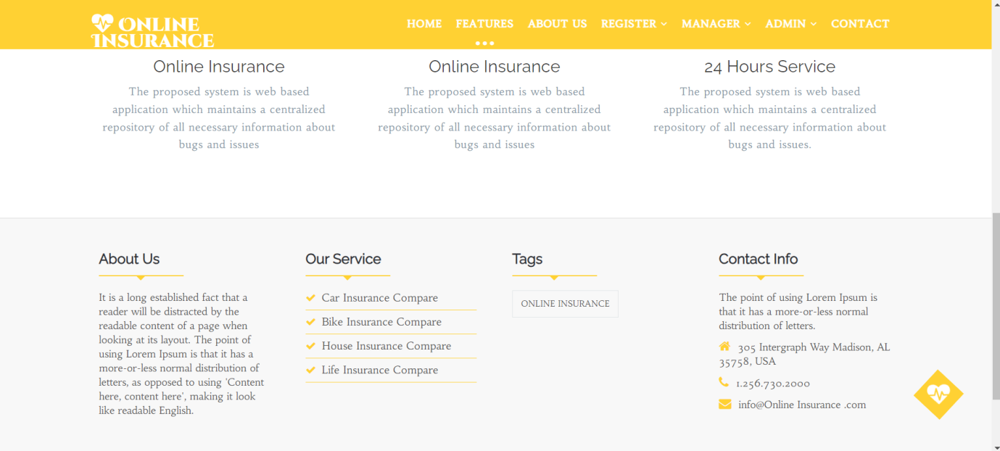 ONLINE
INSURANCE
HOME FEATURES ABOUT US REGISTER MANAGER ADMIN CONTACT
Online Insurance
The proposed system is web based
application which maintains a centralized
repository of all necessary information about
bugs and issues
Online Insurance
The proposed system is web based
application which maintains a centralized
repository of all necessary information about
bugs and issues
24 Hours Service
The proposed system is web based
application which maintains a centralized
repository of all necessary information about
bugs and issues.
About Us
It is a long established fact that a
reader will be distracted by the
readable content of a page when
looking at its layout. The point of
using Lorem Ipsum is that it has a
more-or-less normal distribution of
letters, as opposed to using 'Content
here, content here', making it look
like readable English.
Our Service
Car Insurance Compare
Bike Insurance Compare
House Insurance Compare
Life Insurance Compare
Tags
ONLINE INSURANCE
Contact Info
The point of using Lorem Ipsum is
that it has a more-or-less normal
distribution of letters.
305 Intergraph Way Madison, AL
35758, USA
1.256.730.2000
info@Online Insurance .com